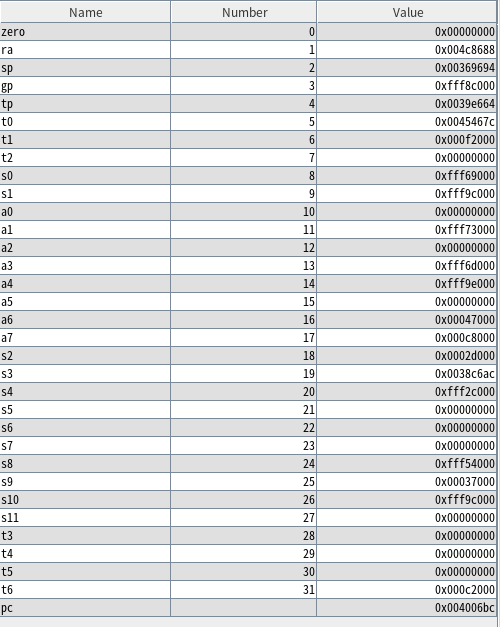 Name Number Value
zero 0 0x00000000
ra 1 0x004c8688
sp 2 0x00369694
gp 3 0xfff8c000
tp 4 0x0039e664
t0 5 0x0045467c
t1 6 0x000f2000
t2 7 0x00000000
s0 8 0xfff69000
s1 9 0xfff9c000
a0 10 0x00000000
a1 11 0xfff73000
a2 12 0x00000000
a3 13 0xfff6d000
a4 14 0xfff9e000
a5 15 0x00000000
a6 16 0x00047000
a7 17 0x000c8000
s2 18 0x0002d000
s3 19 0x0038c6ac
s4 20 0xfff2c000
s5 21 0x00000000
s6 22 0x00000000
s7 23 0x00000000
s8 24 0xfff54000
s9 25 0x00037000
s10 26 0xfff9c000
s11 27 0x00000000
t3 28 0x00000000
t4 29 0x00000000
t5 30 0x00000000
t6 31 0x000c2000
pc 0x004006bc